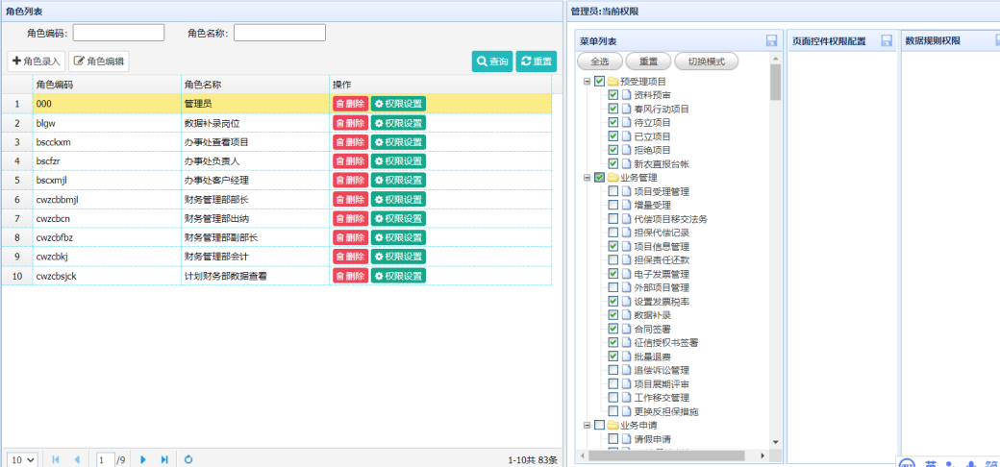 角色列表
角色编码:
角色名称:
角色录入
角色编辑
查询
重置
角色编码 角色名称 操作
1 000 管理员 删除 权限设置
2 blgw 数据补录岗位 删除 权限设置
3 bscckxm 办事处查看项目 删除 权限设置
4 bscfzr 办事处负责人 删除 权限设置
5 bscxmjl 办事处客户经理 删除 权限设置
6 cwzcbbmjl 财务管理部部长 删除 权限设置
7 cwzcbcn 财务管理部出纳 删除 权限设置
8 cwzcbfbz 财务管理部副部长 删除 权限设置
9 cwzcbkj 财务管理部会计 删除 权限设置
10 cwzcbsjck 计划财务部数据查看 删除 权限设置
10 1 /9 1-10共 83条
管理员:当前权限
菜单列表
全选 重置 切换模式
预受理项目
资料预审
春风行动项目
待立项目
已立项目
拒绝项目
新农直报台帐
业务管理
项目受理管理
增量受理
代偿项目移交法务
担保代偿记录
项目信息管理
担保责任还款
电子发票管理
外部项目管理
设置发票税率
数据补录
合同签署
征信授权书签署
批量退费
追偿诉讼管理
项目展期评审
工作移交管理
更换反担保措施
业务申请
请假申请
页面控件权限配置
数据规则权限
英